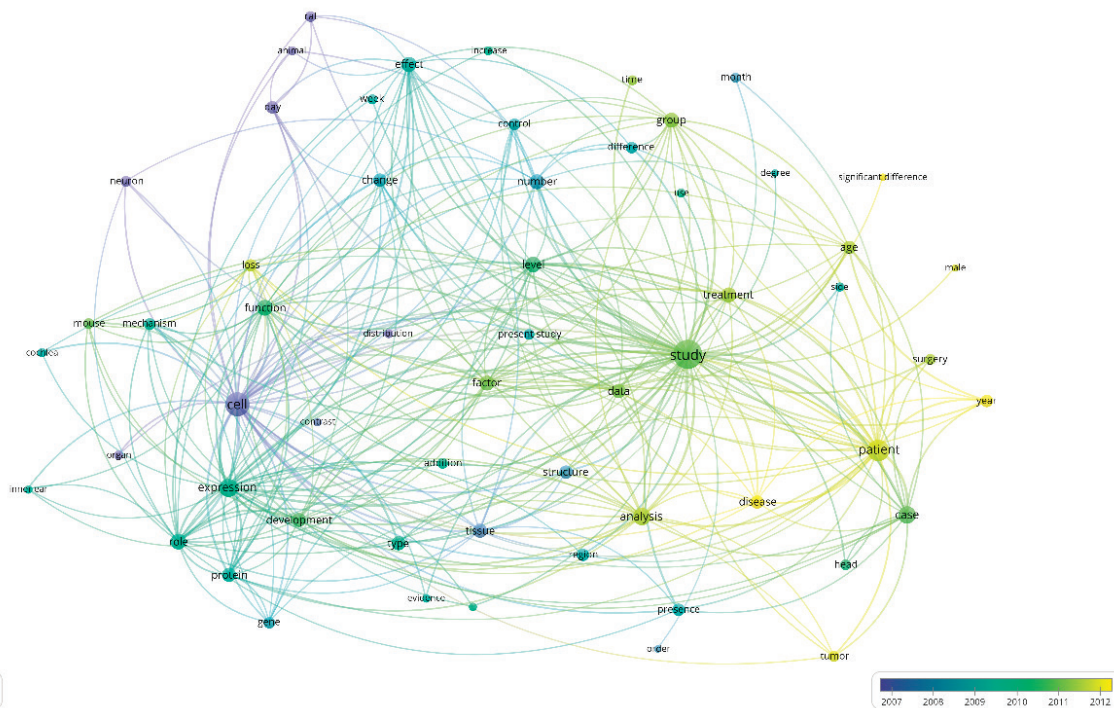 rat
animal
increase
effect
time
month
week
day
control
group
difference
neuron
change
number
degree
significant difference
use
age
loss
level
male
side
treatment
function
mouse
mechanism
distribution
present study
cochlea
study
surgery
factor
data
year
cell
contrast
patient
organ
addition
structure
inner ear
expression
disease
development
analysis
case
tissue
role
type
region
head
protein
evidence
presence
gene
order
tumor
2007 2008 2009 2010 2011 2012